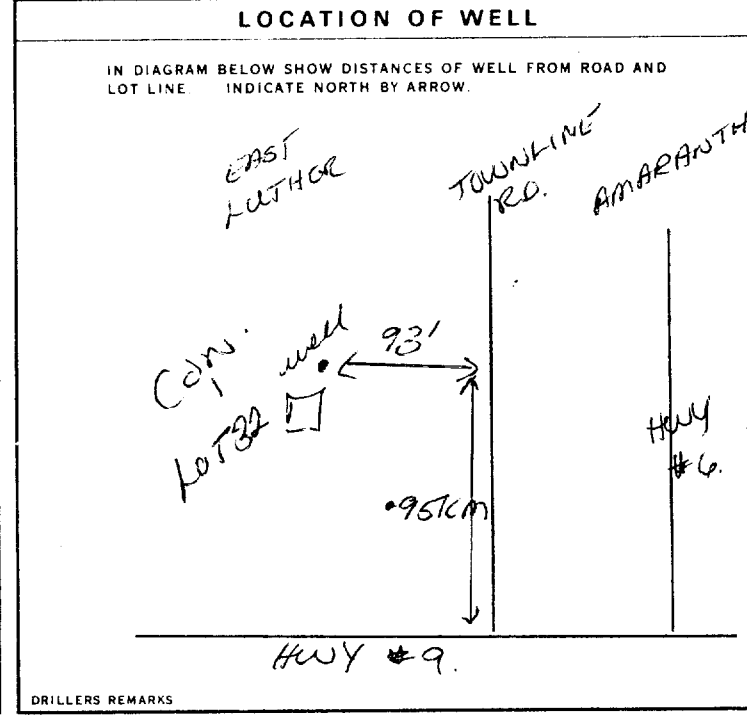 LOCATION OF WELL
IN DIAGRAM BELOW SHOW DISTANCES OF WELL FROM ROAD AND
LOT LINE. INDICATE NORTH BY ARROW.
EAST
LUTHOR
TOWNLINE
RD.
AMARANTH
Con.
1
LOT 32
well
93'
.95km
HWY
#6.
HWY #9.
DRILLERS REMARKS